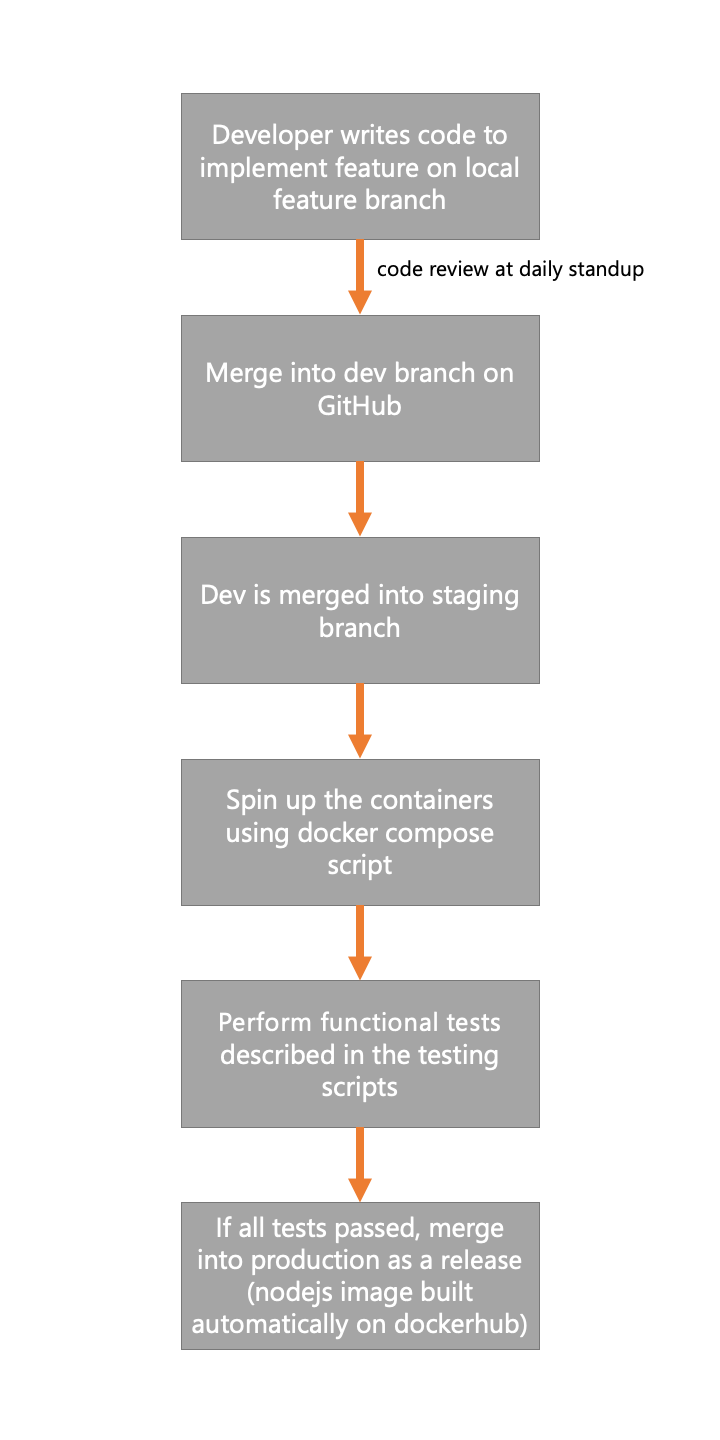 Developer writes code to
implement feature on local
feature branch
code review at daily standup
Merge into dev branch on
GitHub
Dev is merged into staging
branch
Spin up the containers
using docker compose
script
Perform functional tests
described in the testing
scripts
If all tests passed, merge
into production as a release
(nodejs image built
automatically on dockerhub)